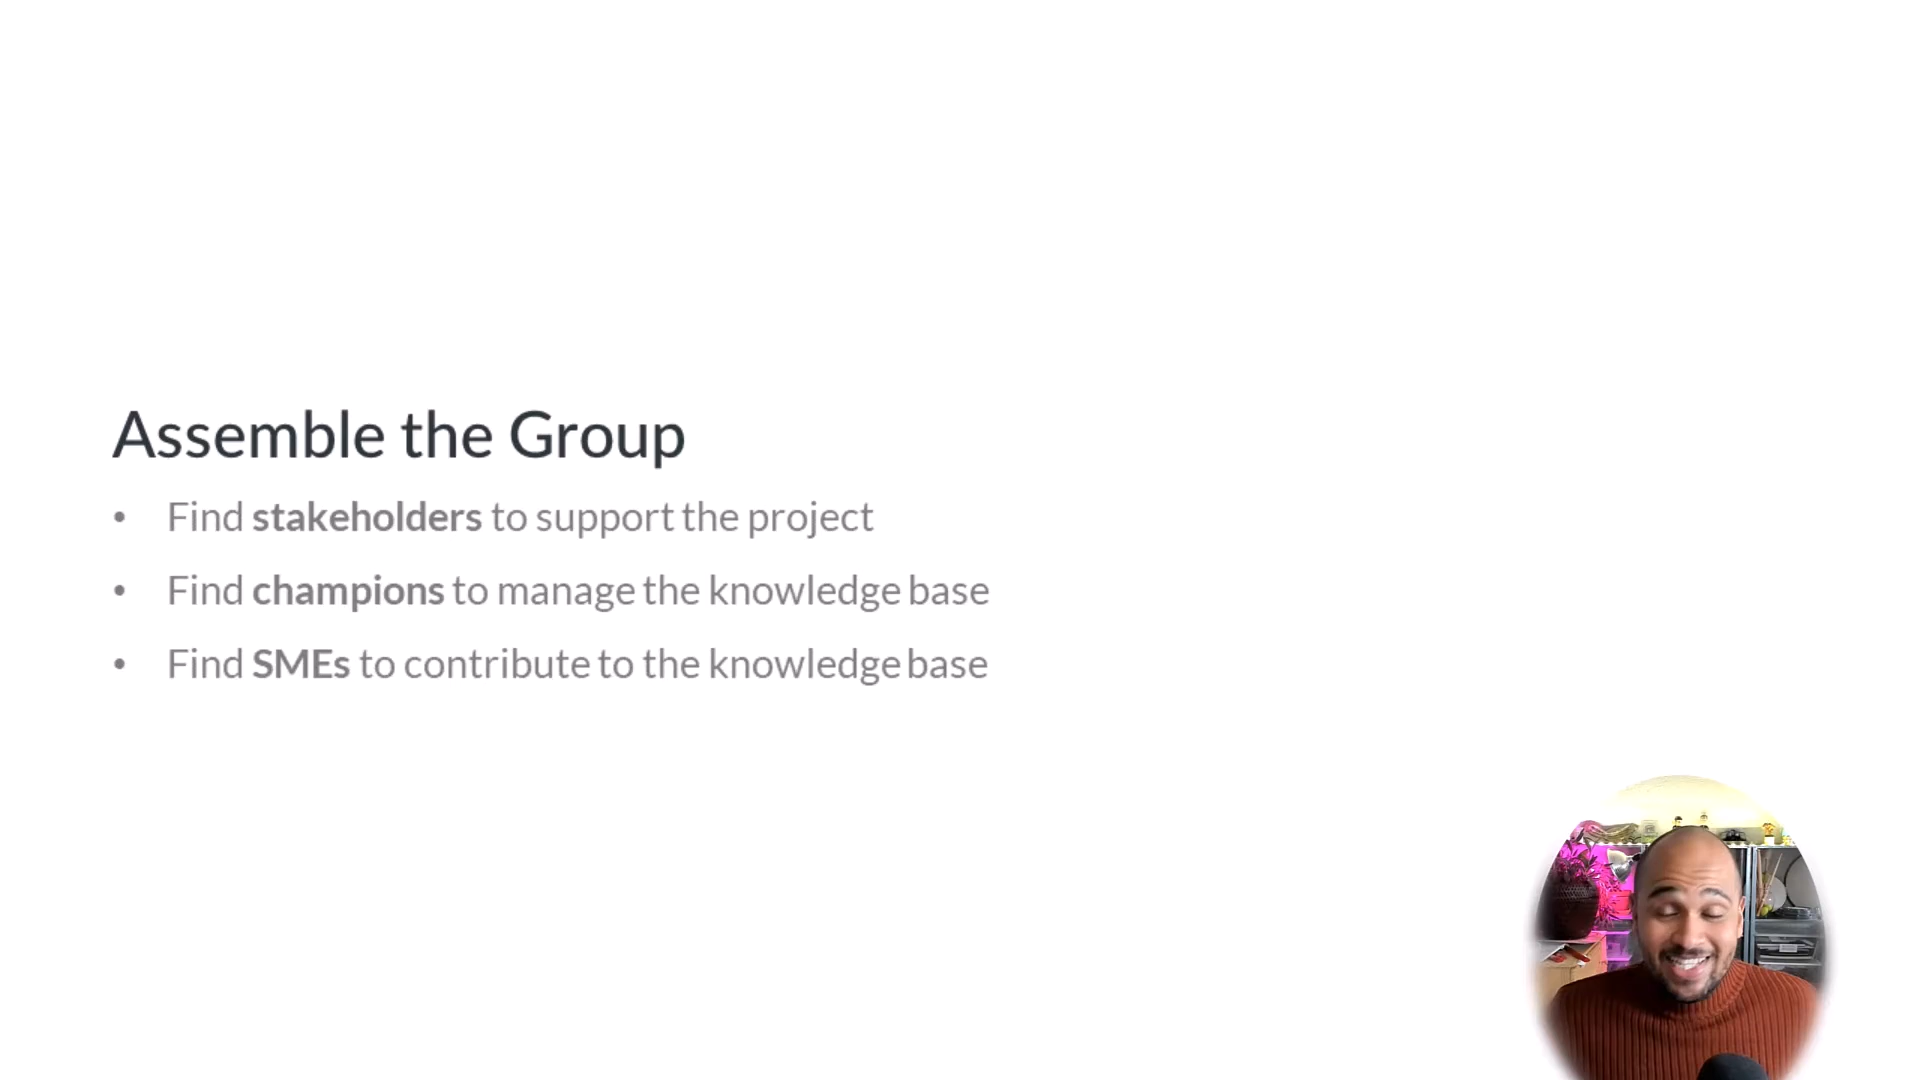 Assemble the Group
• Find stakeholders to support the project
• Find champions to manage the knowledge base
• Find SMEs to contribute to the knowledge base